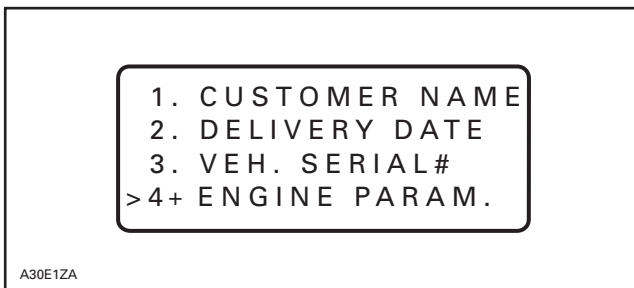 1. CUSTOMER NAME
2. DELIVERY DATE
3. VEH. SERIAL#
>4+ ENGINE PARAM.
A30E1ZA